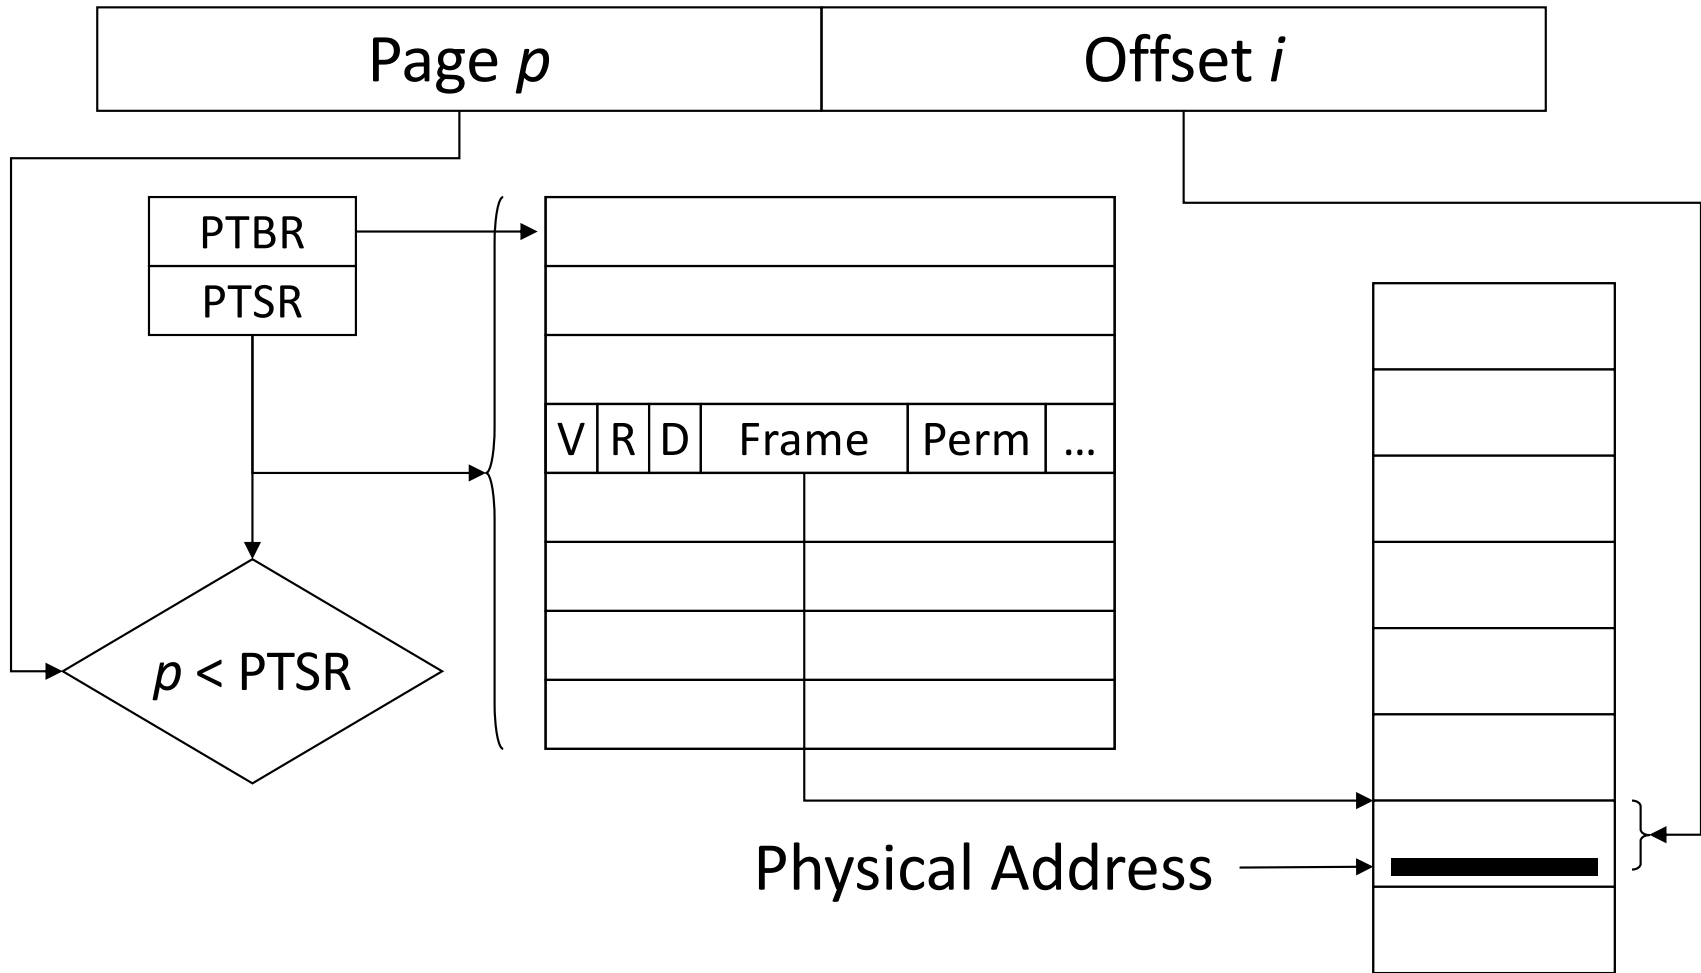 Page p
Offset i
PTBR
PTSR
V R D Frame Perm ...
p < PTSR
Physical Address